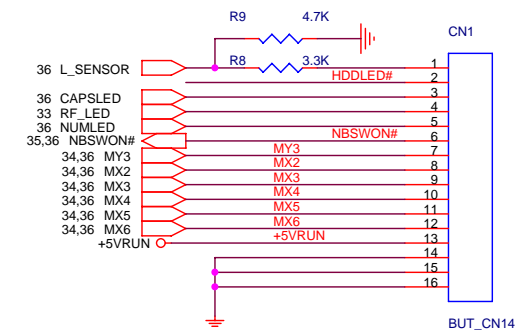 R9 4.7K
CN1
R8 3.3K
36 L_SENSOR 1
HDDLED# 2
36 CAPSLED 3
33 RF_LED 4
36 NUMLED 5
35,36 NBSWON# NBSWON# 6
34,36 MY3 MY3 7
34,36 MX2 MX2 8
34,36 MX3 MX3 9
34,36 MX4 MX4 10
34,36 MX5 MX5 11
34,36 MX6 MX6 12
+5VRUN +5VRUN 13
14
15
16
BUT_CN14